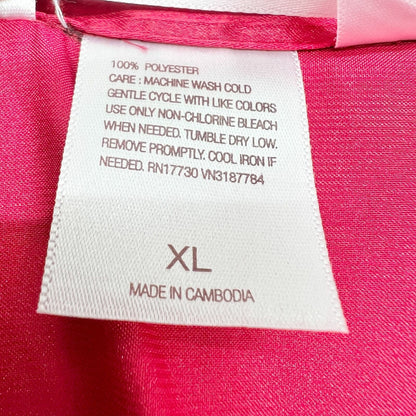 100% POLYESTER
CARE : MACHINE WASH COLD
GENTLE CYCLE WITH LIKE COLORS
USE ONLY NON-CHLORINE BLEACH
WHEN NEEDED. TUMBLE DRY LOW.
REMOVE PROMPTLY. COOL IRON IF
NEEDED. RN17730 VN3187784
XL
MADE IN CAMBODIA